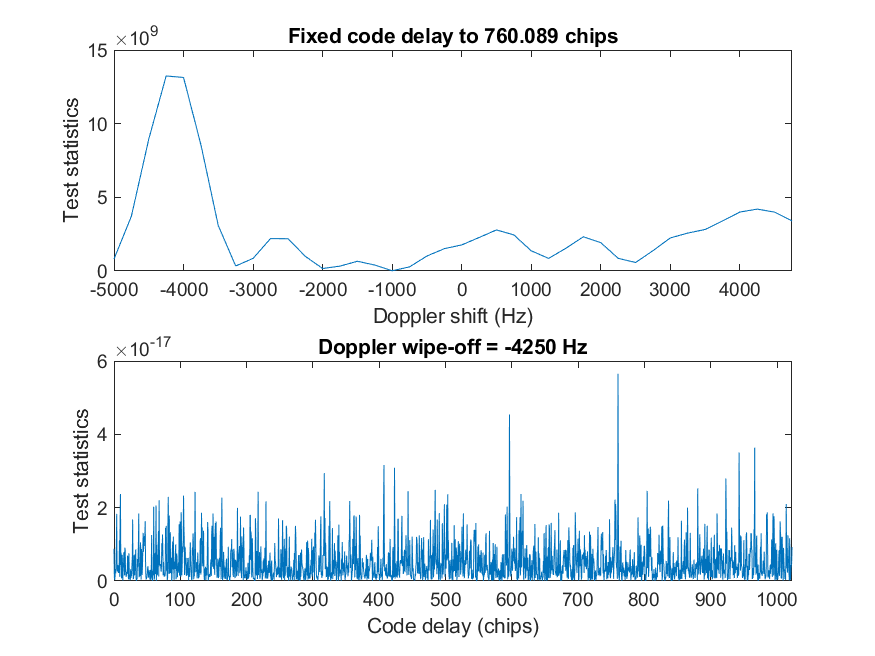 ×10^9
Fixed code delay to 760.089 chips
15
10
5
0
Test statistics
-5000 -4000 -3000 -2000 -1000 0 1000 2000 3000 4000
Doppler shift (Hz)
×10^-17
Doppler wipe-off = -4250 Hz
6
4
2
0
Test statistics
0 100 200 300 400 500 600 700 800 900 1000
Code delay (chips)